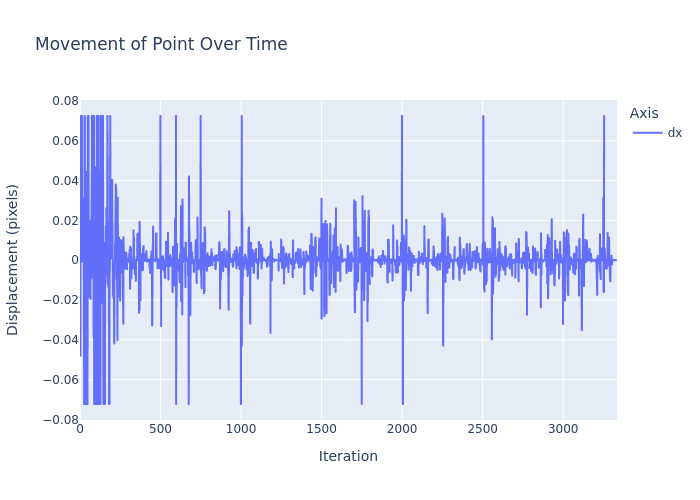 Movement of Point Over Time
Axis
dx
0.08
0.06
0.04
0.02
0
−0.02
−0.04
−0.06
−0.08
Displacement (pixels)
0 500 1000 1500 2000 2500 3000
Iteration